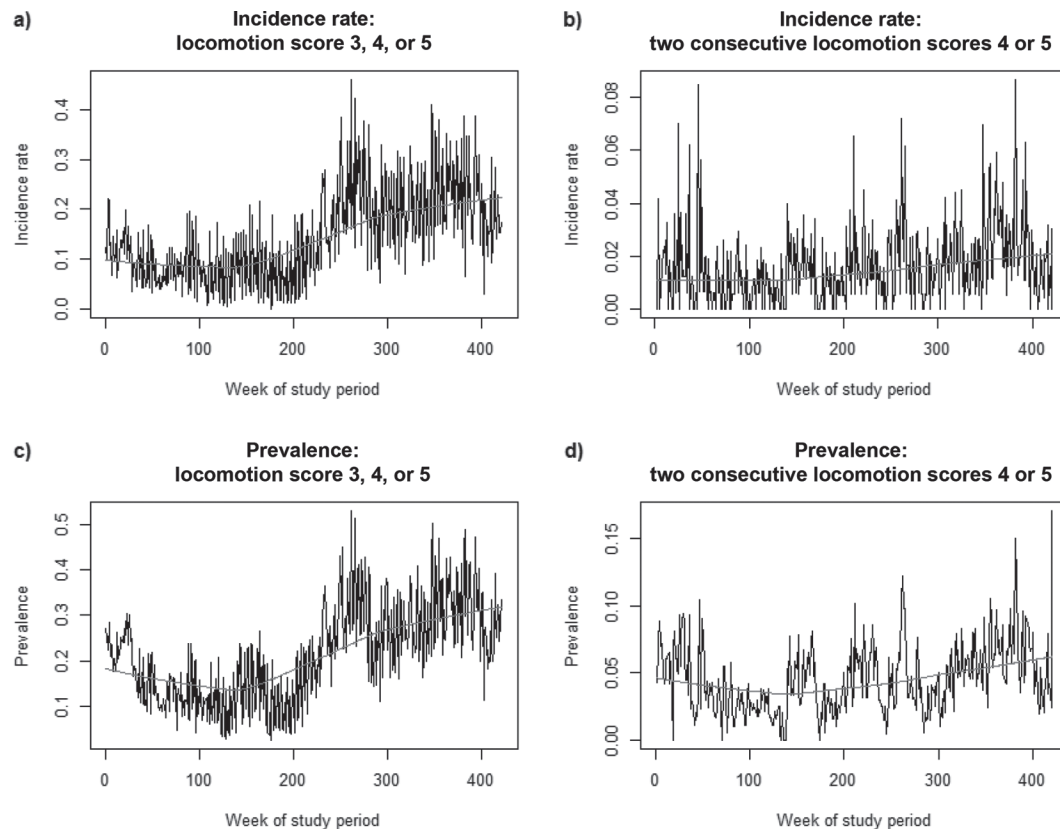 a)
Incidence rate:
locomotion score 3, 4, or 5
Incidence rate
0.4
0.3
0.2
0.1
0.0
0 100 200 300 400
Week of study period
b)
Incidence rate:
two consecutive locomotion scores 4 or 5
Incidence rate
0.08
0.06
0.04
0.02
0.00
0 100 200 300 400
Week of study period
c)
Prevalence:
locomotion score 3, 4, or 5
Prevalence
0.5
0.4
0.3
0.2
0.1
0 100 200 300 400
Week of study period
d)
Prevalence:
two consecutive locomotion scores 4 or 5
Prevalence
0.15
0.10
0.05
0.00
0 100 200 300 400
Week of study period